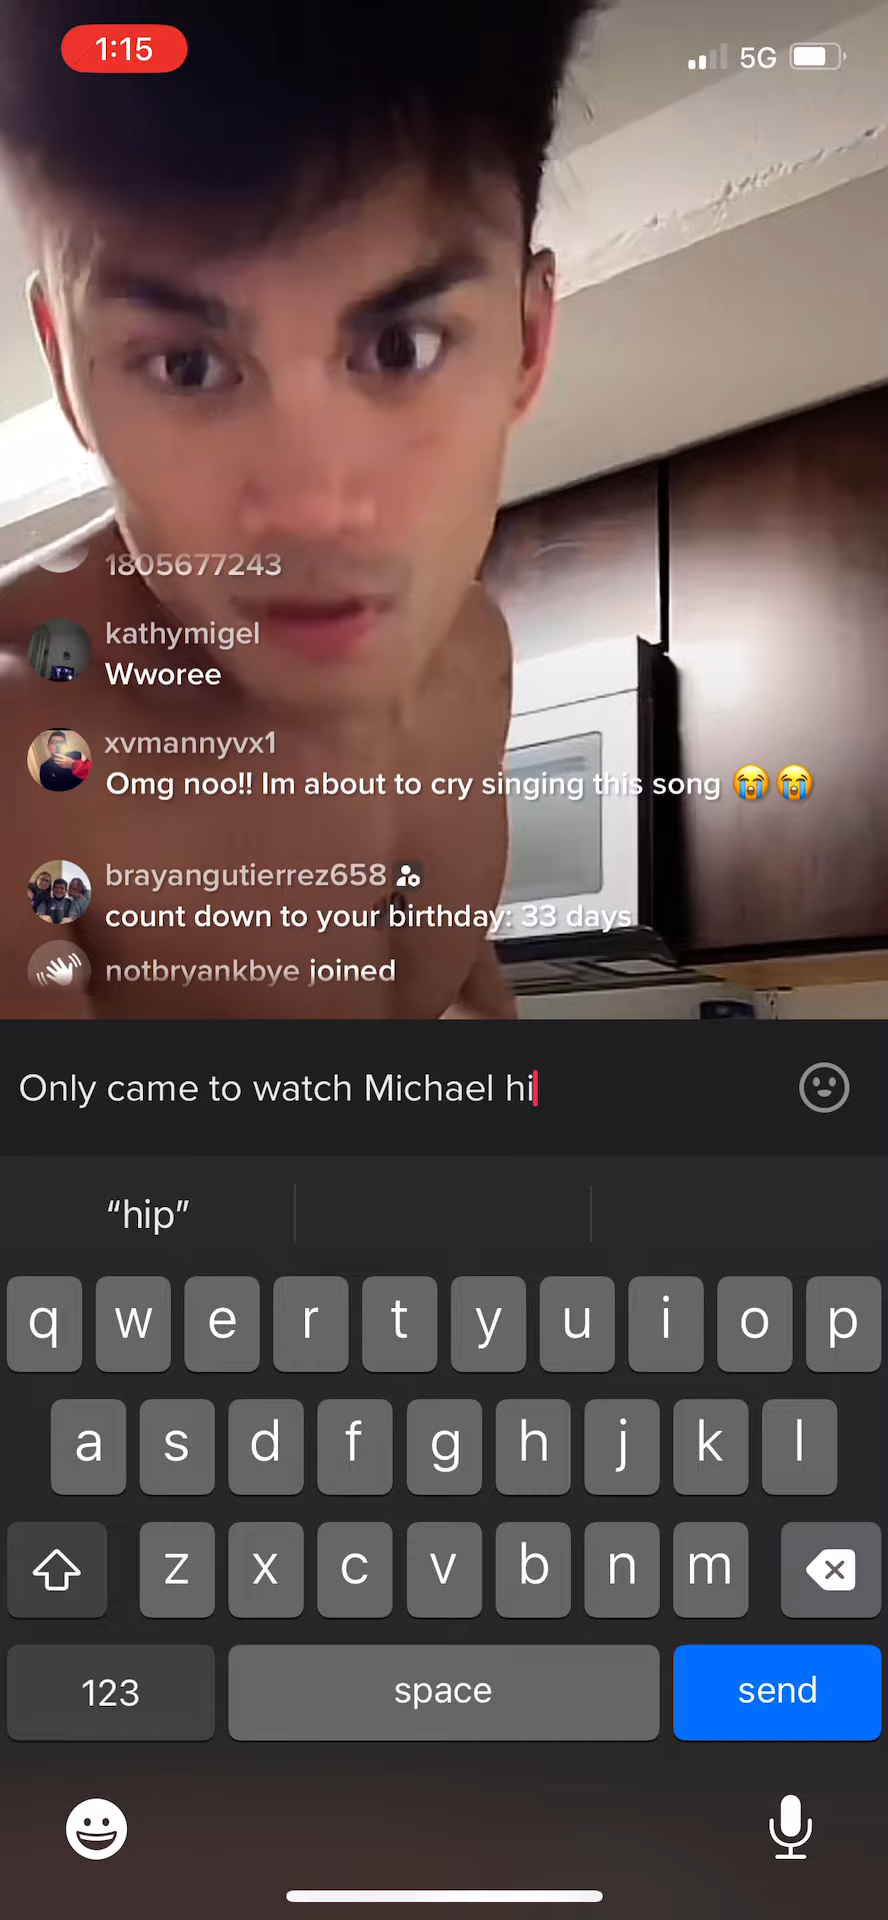 1:15
5G
1805677243
kathymigel
Wworee
xvmannyvx1
Omg noo!! Im about to cry singing this song 😭😭
brayangutierrez658
count down to your birthday: 33 days
notbryankbye joined
Only came to watch Michael hi
“hip”
q w e r t y u i o p
a s d f g h j k l
z x c v b n m
123 space send